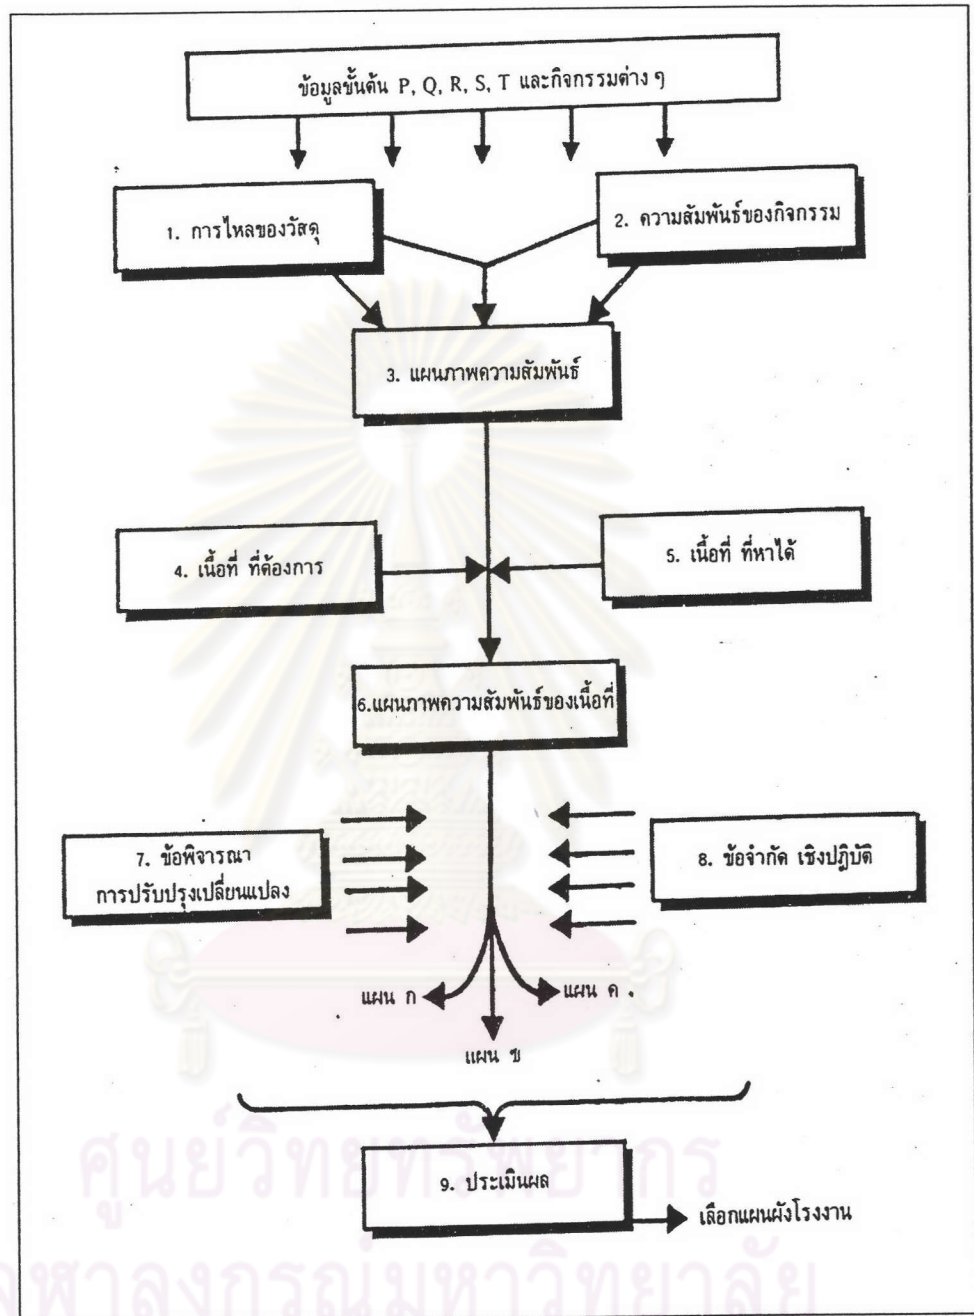 ข้อมูลขั้นต้น P, Q, R, S, T และกิจกรรมต่าง ๆ
1. การไหลของวัสดุ
2. ความสัมพันธ์ของกิจกรรม
3. แผนภาพความสัมพันธ์
4. เนื้อที่ ที่ต้องการ
5. เนื้อที่ ที่หาได้
6.แผนภาพความสัมพันธ์ของเนื้อที่
7. ข้อพิจารณา
การปรับปรุงเปลี่ยนแปลง
8. ข้อจำกัด เชิงปฎิบัติ
แผน ก
แผน ค
แผน ข
9. ประเมินผล
เลือกแผนผังโรงงาน
ศูนย์วิทยทรัพยากร
จุฬาลงกรณ์มหาวิทยาลัย